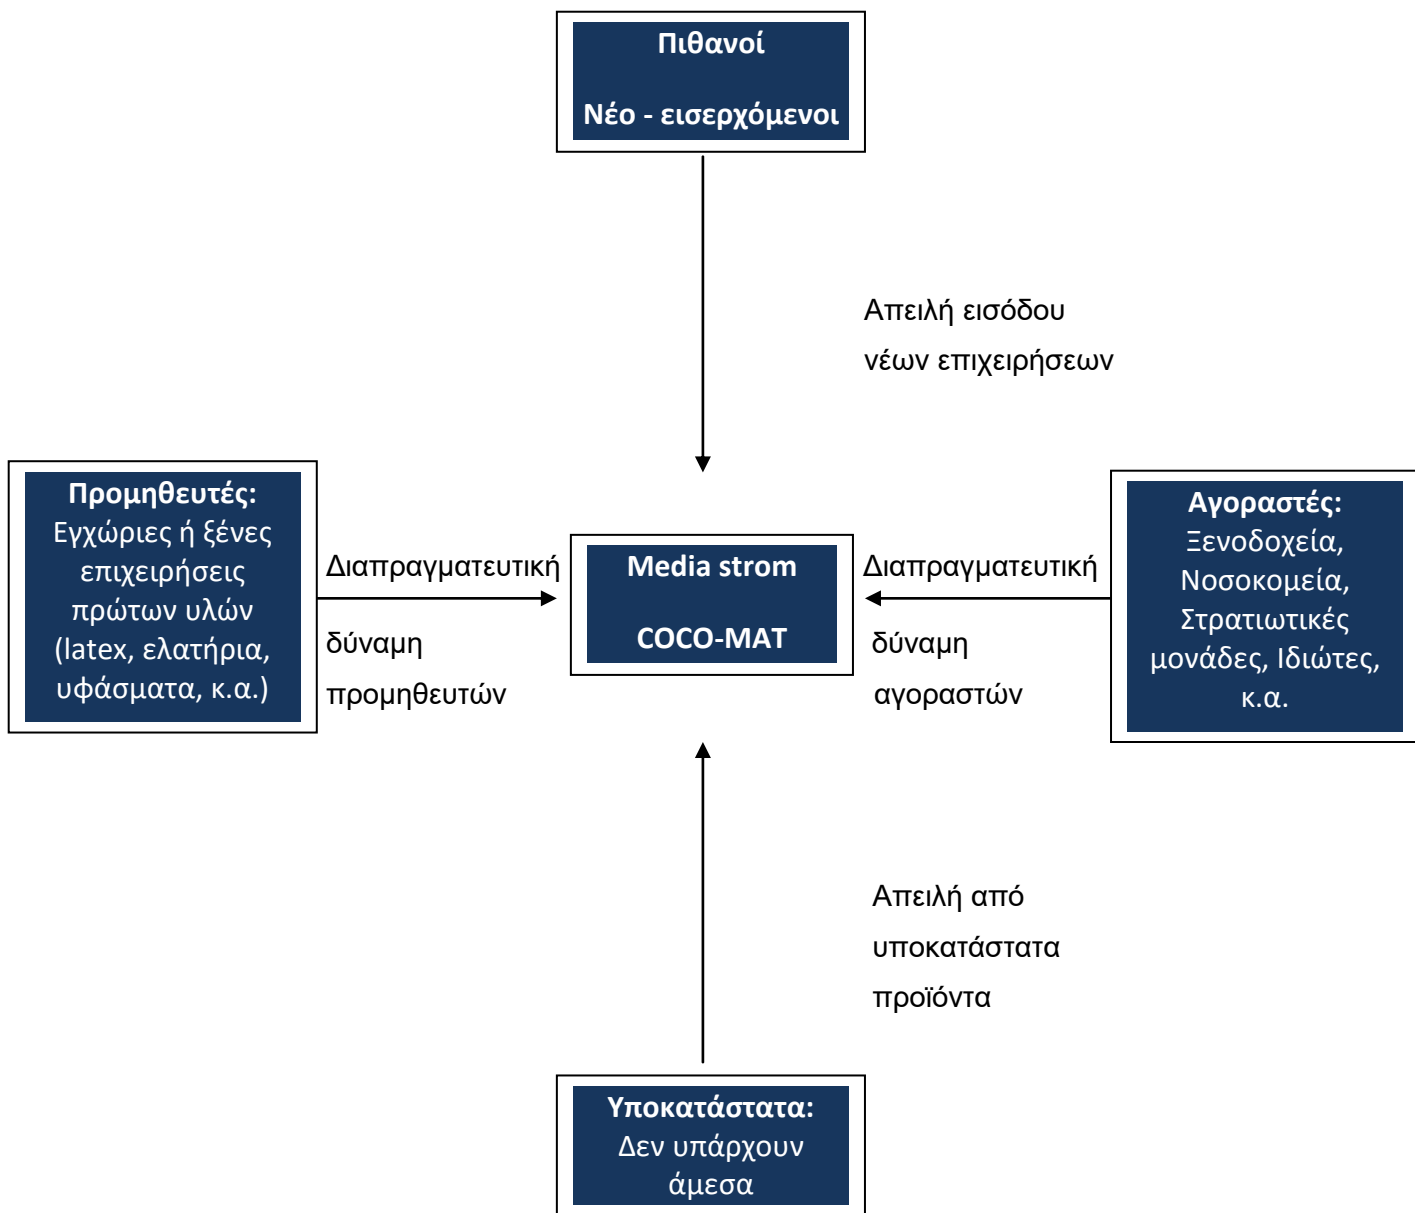 Πιθανοί
Νέο - εισερχόμενοι
Απειλή εισόδου
νέων επιχειρήσεων
Προμηθευτές:
Εγχώριες ή ξένες
επιχειρήσεις
πρώτων υλών
(latex, ελατήρια,
υφάσματα, κ.α.)
Διαπραγματευτική
δύναμη
προμηθευτών
Media strom
COCO-MAT
Διαπραγματευτική
δύναμη
αγοραστών
Αγοραστές:
Ξενοδοχεία,
Νοσοκομεία,
Στρατιωτικές
μονάδες, Ιδιώτες,
κ.α.
Απειλή από
υποκατάστατα
προϊόντα
Υποκατάστατα:
Δεν υπάρχουν
άμεσα